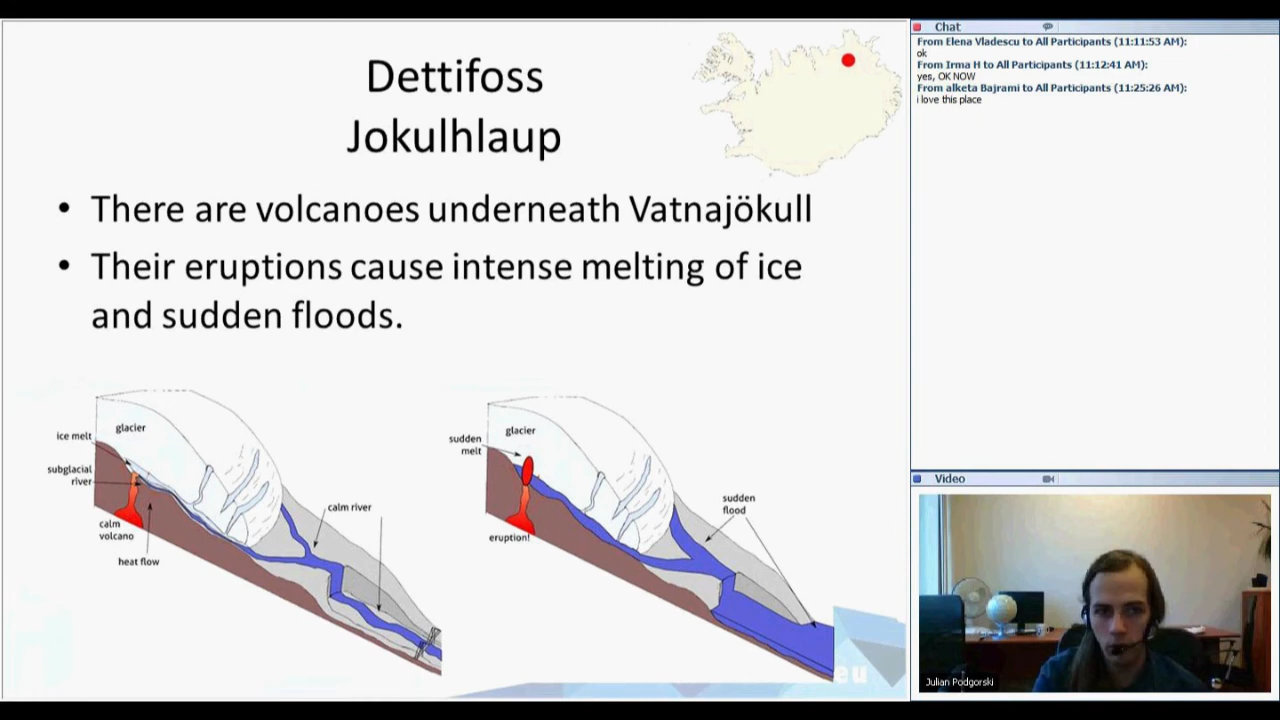 Dettifoss
Jokulhlaup
• There are volcanoes underneath Vatnajökull
• Their eruptions cause intense melting of ice
and sudden floods.
glacier
ice melt
subglacial
river
calm
volcano
heat flow
calm river
glacier
sudden
melt
eruption!
sudden
flood
eu
Chat
From Elena Vladescu to All Participants (11:11:53 AM):
ok
From Irma H to All Participants (11:12:41 AM):
yes, OK NOW
From alketa Bajrami to All Participants (11:25:26 AM):
i love this place
Video
Julian Podgorski